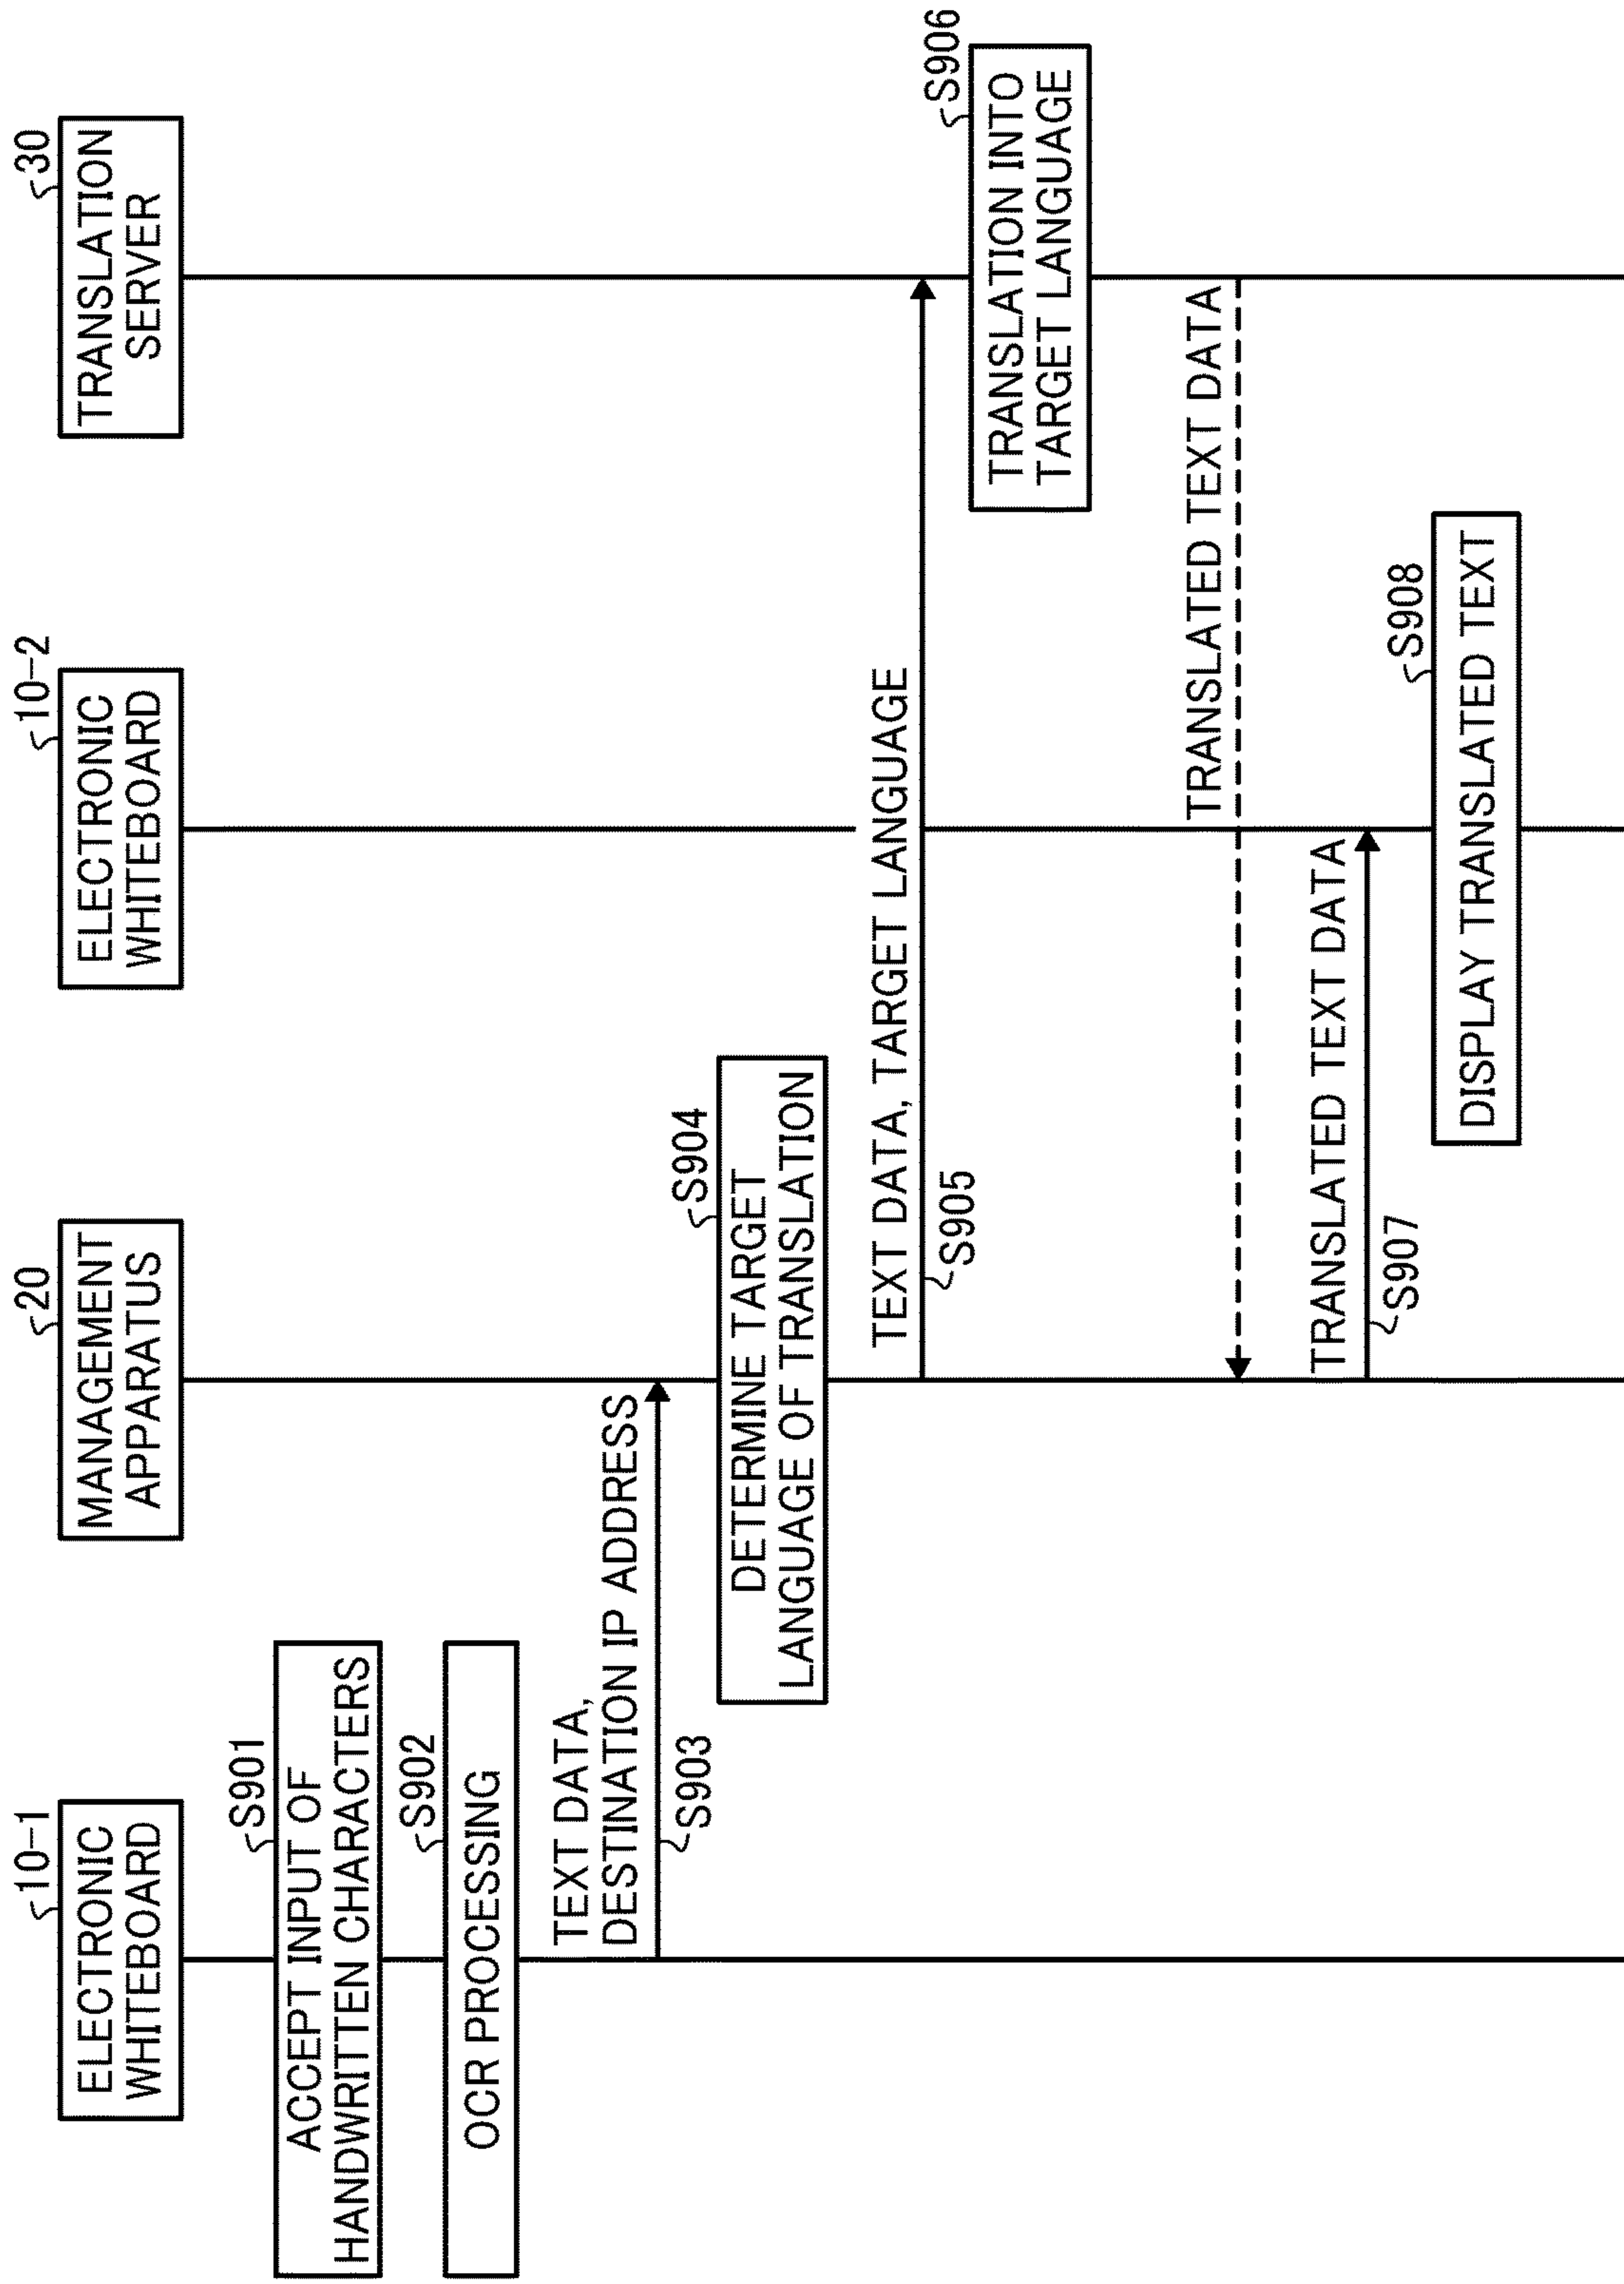 10-1
ELECTRONIC
WHITEBOARD
20
MANAGEMENT
APPARATUS
10-2
ELECTRONIC
WHITEBOARD
30
TRANSLATION
SERVER
S901
ACCEPT INPUT OF
HANDWRITTEN CHARACTERS
S902
OCR PROCESSING
TEXT DATA,
DESTINATION IP ADDRESS
S903
S904
DETERMINE TARGET
LANGUAGE OF TRANSLATION
TEXT DATA, TARGET LANGUAGE
S905
S906
TRANSLATION INTO
TARGET LANGUAGE
TRANSLATED TEXT DATA
TRANSLATED TEXT DATA
S907
S908
DISPLAY TRANSLATED TEXT